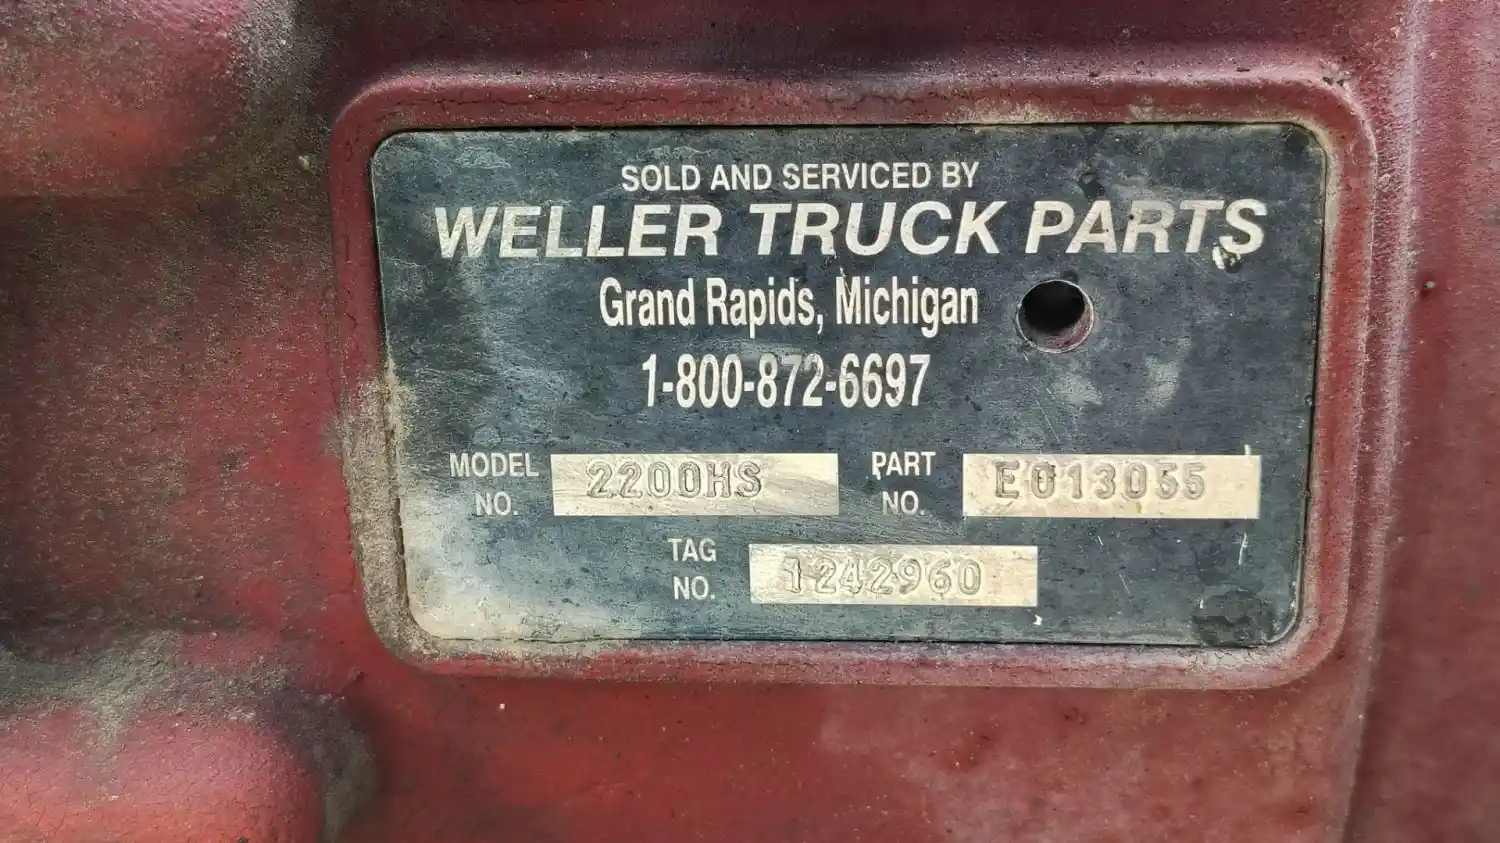 SOLD AND SERVICED BY
WELLER TRUCK PARTS
Grand Rapids, Michigan
1-800-872-6697
MODEL NO. 2200HS PART NO. E013055
TAG NO. 1242960